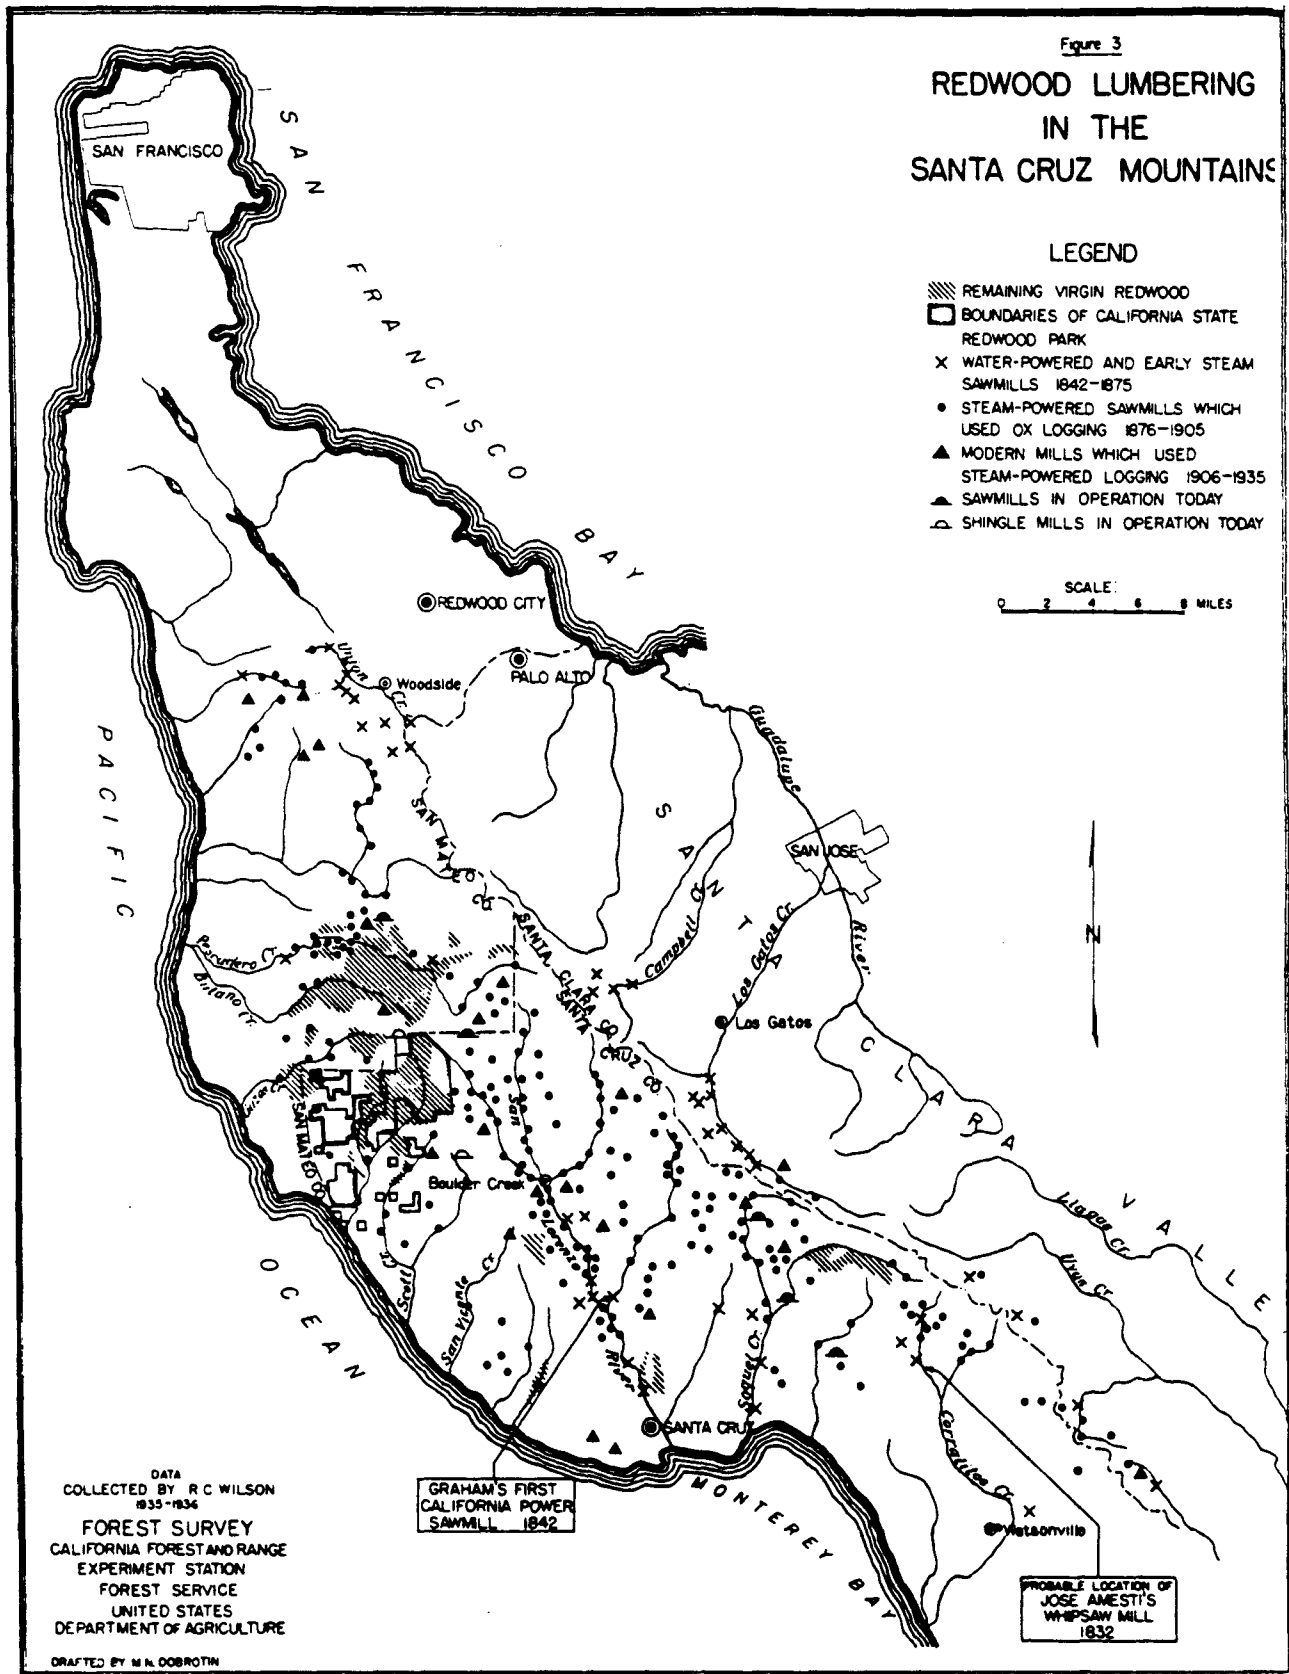 Figure 3
REDWOOD LUMBERING
IN THE
SANTA CRUZ MOUNTAINS
LEGEND
REMAINING VIRGIN REDWOOD
BOUNDARIES OF CALIFORNIA STATE
REDWOOD PARK
WATER-POWERED AND EARLY STEAM
SAWMILLS 1842-1875
STEAM-POWERED SAWMILLS WHICH
USED OX LOGGING 1876-1905
MODERN MILLS WHICH USED
STEAM-POWERED LOGGING 1906-1935
SAWMILLS IN OPERATION TODAY
SHINGLE MILLS IN OPERATION TODAY
SCALE:
0 2 4 6 8 MILES
N
SAN FRANCISCO
SAN FRANCISCO BAY
REDWOOD CITY
PALO ALTO
Union Cr.
Woodside
PACIFIC OCEAN
SAN MATEO CO.
SANTA CLARA CO.
SANTA CRUZ CO.
Guadalupe River
SAN JOSE
SANTA CLARA VALLE
Campbell Cr.
Los Gatos Cr.
Los Gatos
Pescadero Cr.
Butano Cr.
SAN MATEO CO.
Boulder Creek
San Lorenzo River
Scott Cr.
San Vicente Cr.
Soquel Cr.
Llagas Cr.
Uvas Cr.
Corralitos Cr.
SANTA CRUZ
Watsonville
MONTEREY BAY
GRAHAM'S FIRST
CALIFORNIA POWER
SAWMILL 1842
PROBABLE LOCATION OF
JOSE AMESTI'S
WHIPSAW MILL
1832
DATA
COLLECTED BY R C WILSON
1935-1936
FOREST SURVEY
CALIFORNIA FOREST AND RANGE
EXPERIMENT STATION
FOREST SERVICE
UNITED STATES
DEPARTMENT OF AGRICULTURE
DRAFTED BY M N. DOBROTIN